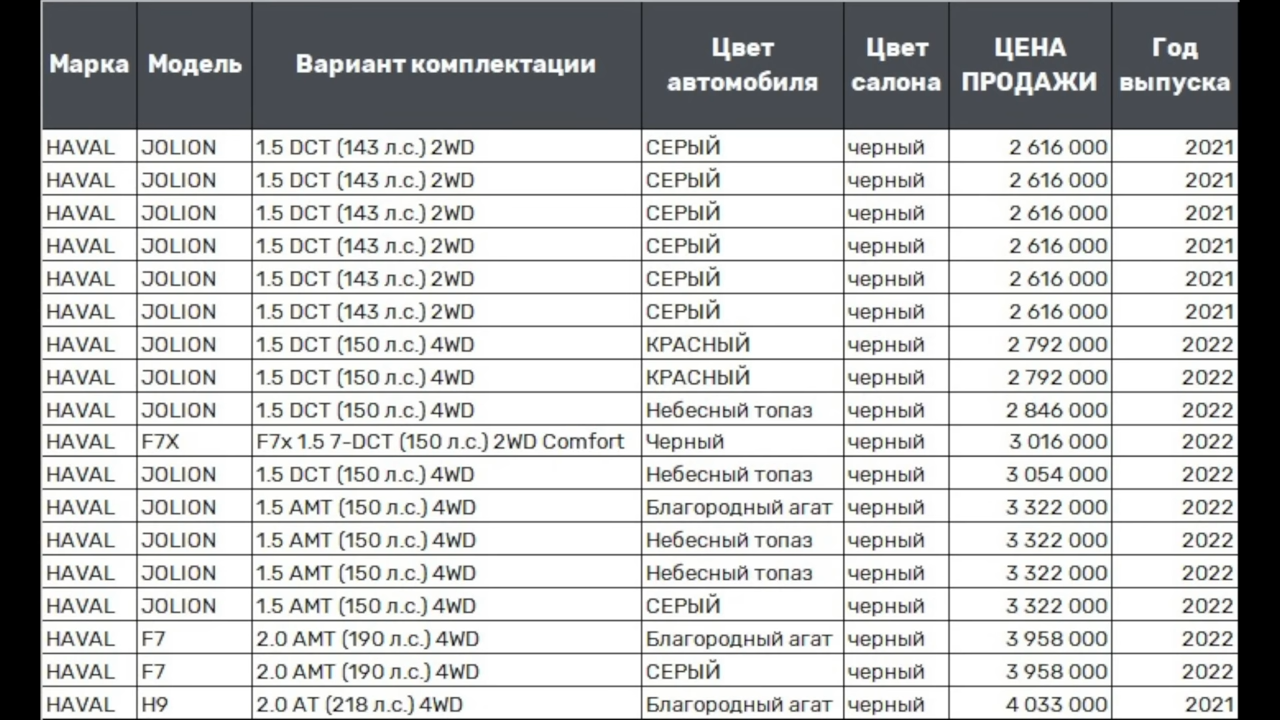 Марка Модель Вариант комплектации Цвет автомобиля Цвет салона ЦЕНА ПРОДАЖИ Год выпуска
HAVAL JOLION 1.5 DCT (143 л.с.) 2WD СЕРЫЙ черный 2 616 000 2021
HAVAL JOLION 1.5 DCT (143 л.с.) 2WD СЕРЫЙ черный 2 616 000 2021
HAVAL JOLION 1.5 DCT (143 л.с.) 2WD СЕРЫЙ черный 2 616 000 2021
HAVAL JOLION 1.5 DCT (143 л.с.) 2WD СЕРЫЙ черный 2 616 000 2021
HAVAL JOLION 1.5 DCT (143 л.с.) 2WD СЕРЫЙ черный 2 616 000 2021
HAVAL JOLION 1.5 DCT (143 л.с.) 2WD СЕРЫЙ черный 2 616 000 2021
HAVAL JOLION 1.5 DCT (150 л.с.) 4WD КРАСНЫЙ черный 2 792 000 2022
HAVAL JOLION 1.5 DCT (150 л.с.) 4WD КРАСНЫЙ черный 2 792 000 2022
HAVAL JOLION 1.5 DCT (150 л.с.) 4WD Небесный топаз черный 2 846 000 2022
HAVAL F7X F7x 1.5 7-DCT (150 л.с.) 2WD Comfort Черный черный 3 016 000 2022
HAVAL JOLION 1.5 DCT (150 л.с.) 4WD Небесный топаз черный 3 054 000 2022
HAVAL JOLION 1.5 AMT (150 л.с.) 4WD Благородный агат черный 3 322 000 2022
HAVAL JOLION 1.5 AMT (150 л.с.) 4WD Небесный топаз черный 3 322 000 2022
HAVAL JOLION 1.5 AMT (150 л.с.) 4WD Небесный топаз черный 3 322 000 2022
HAVAL JOLION 1.5 AMT (150 л.с.) 4WD СЕРЫЙ черный 3 322 000 2022
HAVAL F7 2.0 AMT (190 л.с.) 4WD Благородный агат черный 3 958 000 2022
HAVAL F7 2.0 AMT (190 л.с.) 4WD СЕРЫЙ черный 3 958 000 2022
HAVAL H9 2.0 AT (218 л.с.) 4WD Благородный агат черный 4 033 000 2021